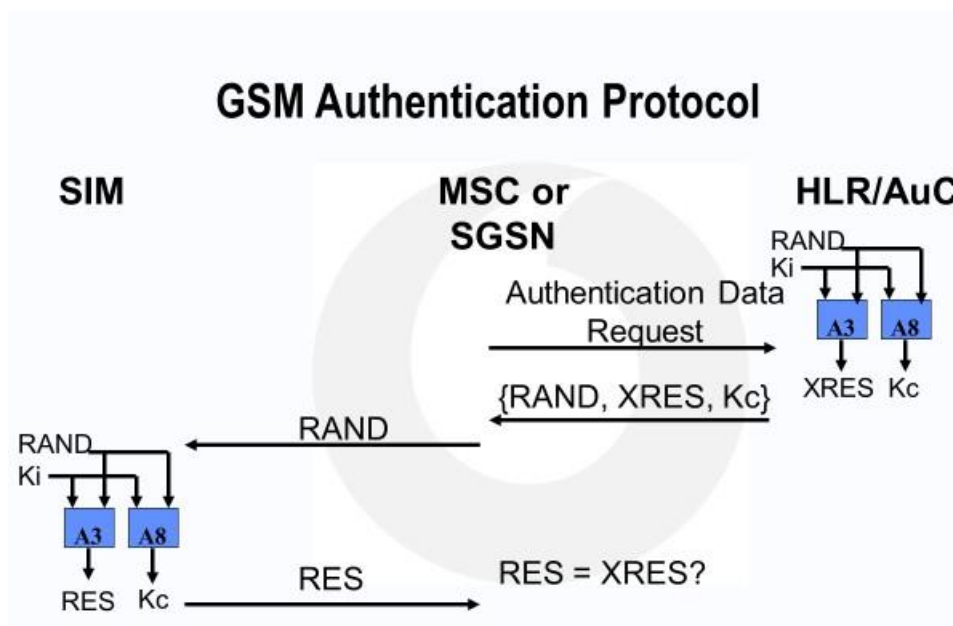 GSM Authentication Protocol
SIM
MSC or
SGSN
HLR/AuC
RAND
Ki
A3 A8
XRES Kc
Authentication Data
Request
{RAND, XRES, Kc}
RAND
RAND
Ki
A3 A8
RES Kc
RES
RES = XRES?